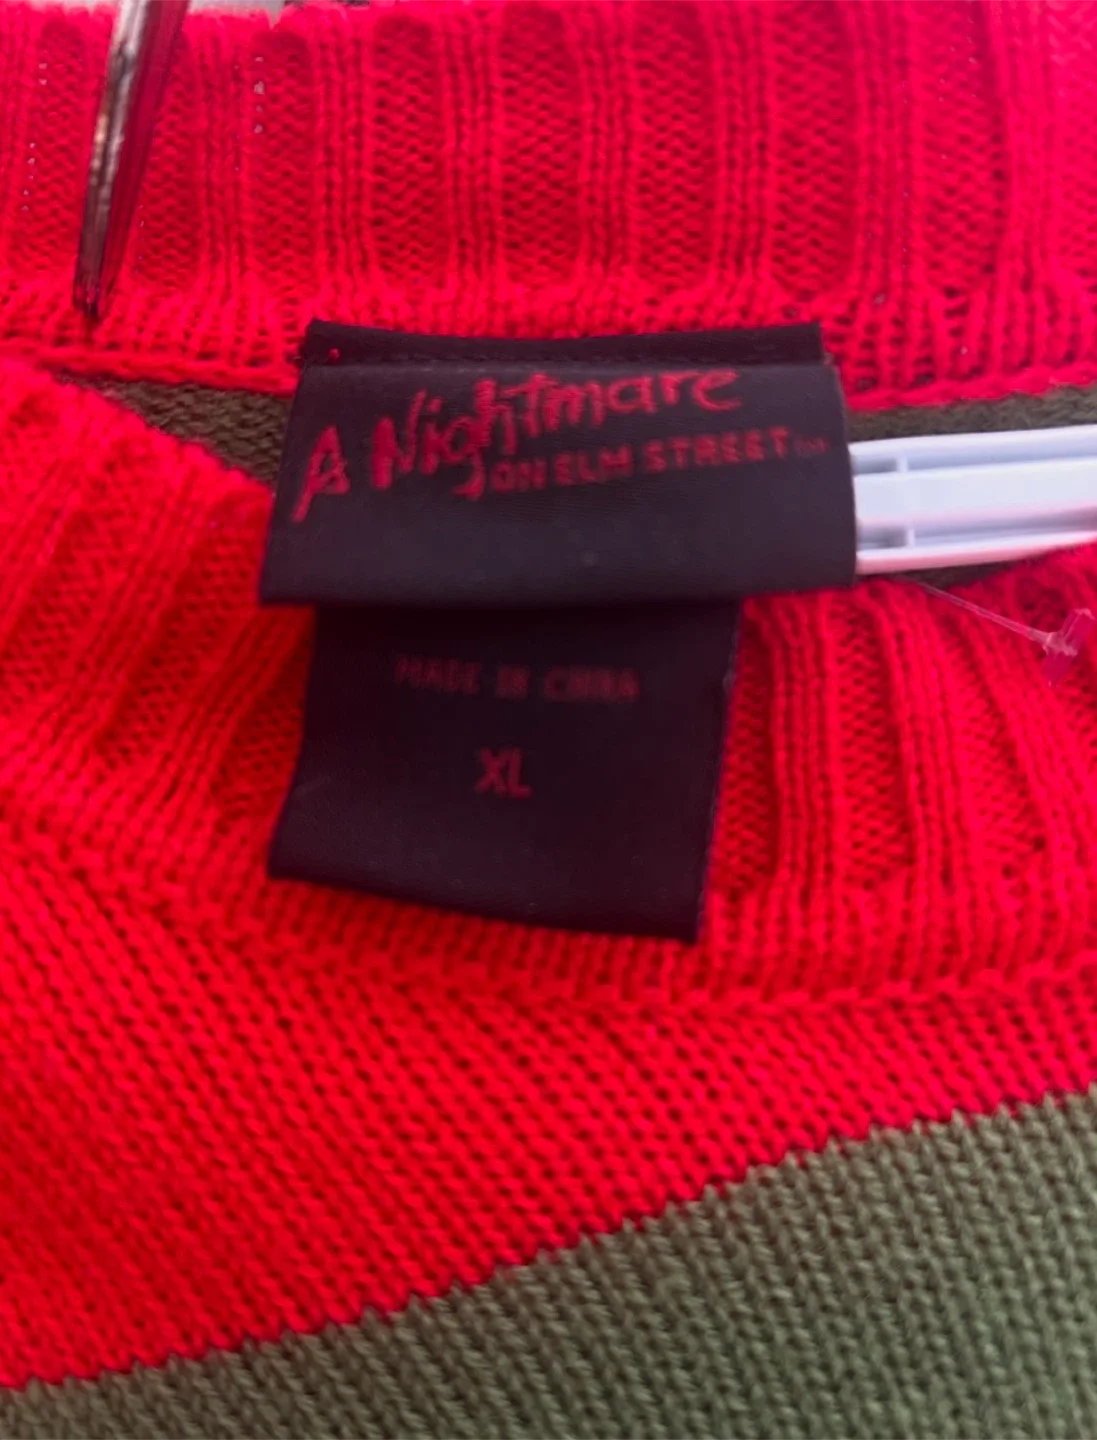 A Nightmare
ON ELM STREET
MADE IN CHINA
XL